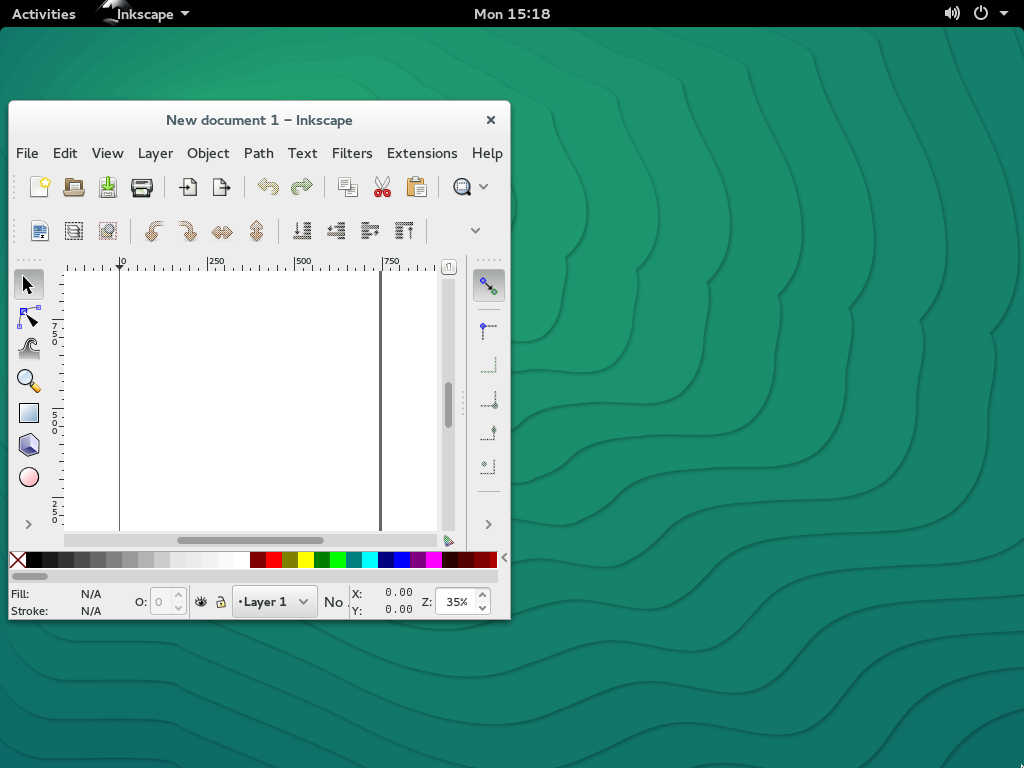 Activities Inkscape Mon 15:18
New document 1 – Inkscape
File Edit View Layer Object Path Text Filters Extensions Help
0 250 500 750
750
500
250
Fill: N/A
Stroke: N/A
O: 0
•Layer 1
No
X: 0.00
Y: 0.00
Z: 35%